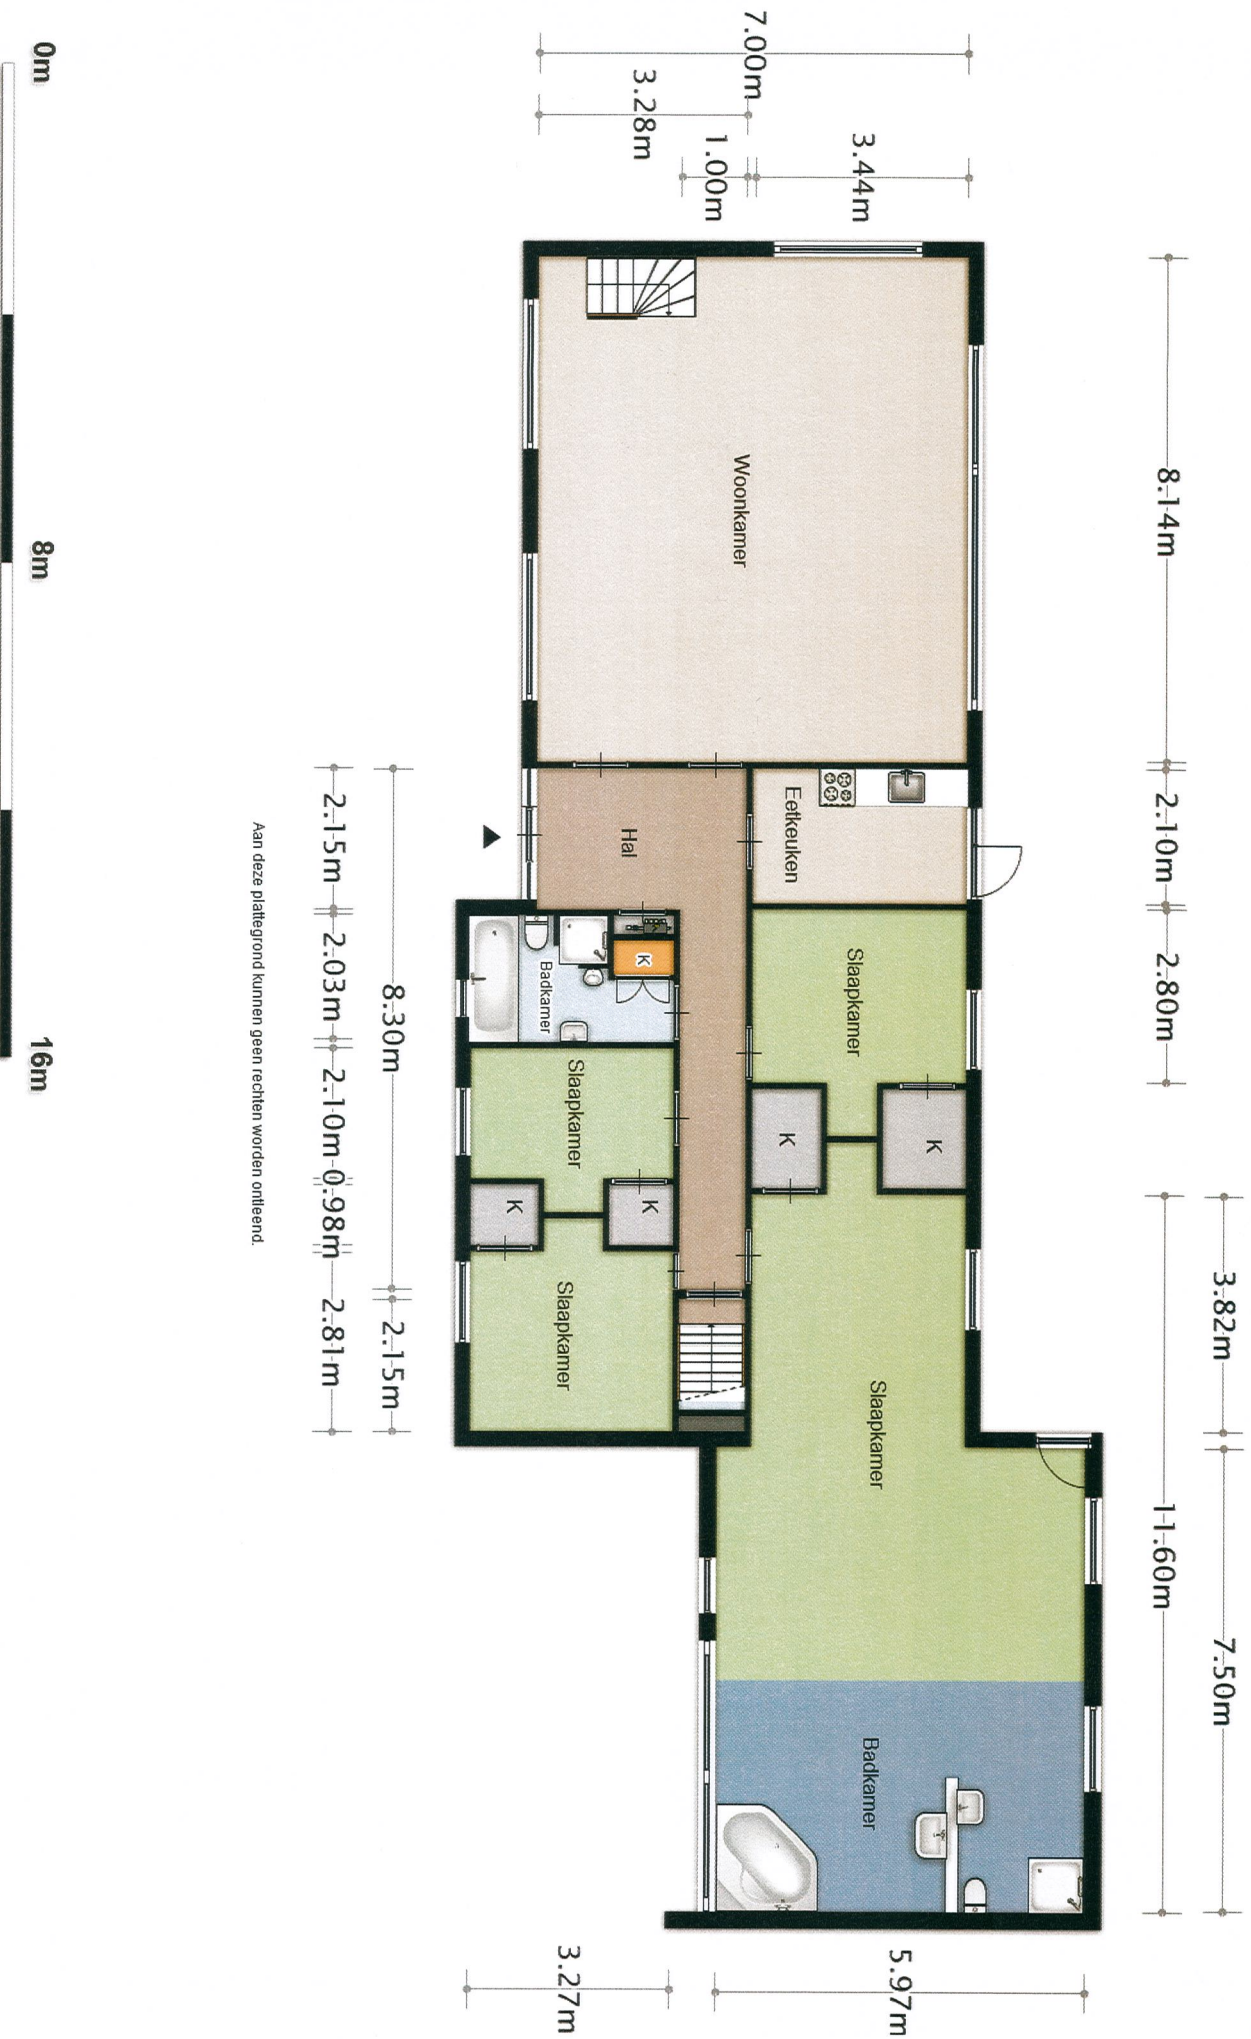 3.82m
7.50m
8.14m
2.10m
2.80m
11.60m
7.00m
3.44m
3.28m
1.00m
Woonkamer
Eetkeuken
Slaapkamer
K
K
Slaapkamer
Badkamer
5.97m
Hal
K
Badkamer
Slaapkamer
K
K
Slaapkamer
3.27m
8.30m
2.15m
2.15m
2.03m
2.10m
0.98m
2.81m
Aan deze plattegrond kunnen geen rechten worden ontleend.
0m
8m
16m